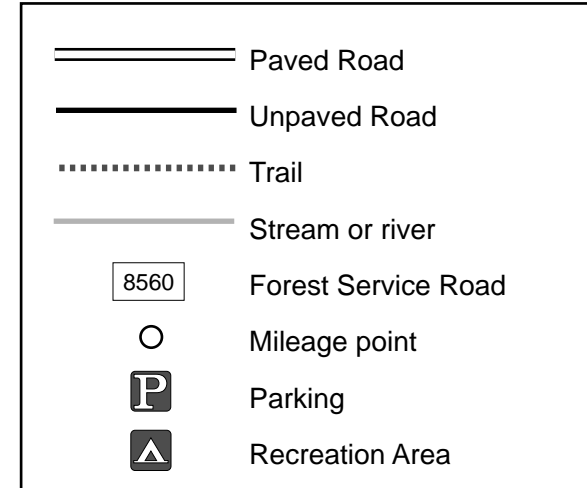 Paved Road
Unpaved Road
Trail
Stream or river
8560 Forest Service Road
Mileage point
P Parking
Recreation Area